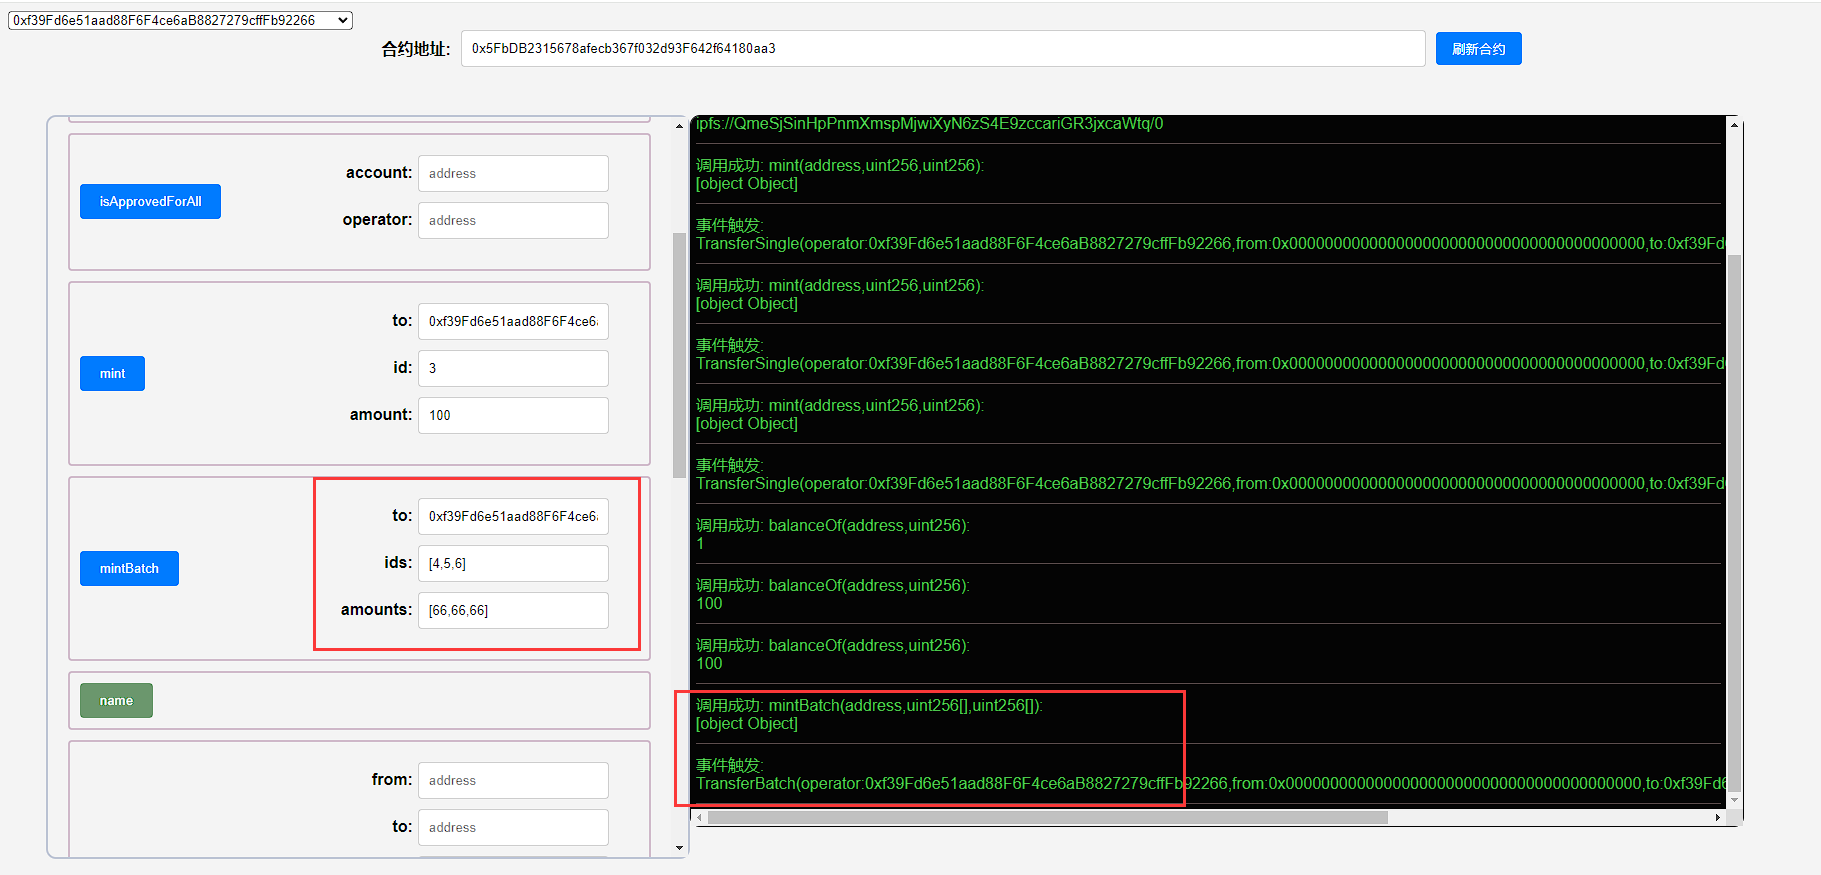 0xf39Fd6e51aad88F6F4ce6aB8827279cffFb92266
合约地址: 0x5FbDB2315678afecb367f032d93F642f64180aa3 刷新合约
isApprovedForAll
account: address
operator: address
mint
to: 0xf39Fd6e51aad88F6F4ce6a
id: 3
amount: 100
mintBatch
to: 0xf39Fd6e51aad88F6F4ce6a
ids: [4,5,6]
amounts: [66,66,66]
name
from: address
to: address
ipfs://QmeSjSinHpPnmXmspMjwiXyN6zS4E9zccariGR3jxcaWtq/0
调用成功: mint(address,uint256,uint256):
[object Object]
事件触发:
TransferSingle(operator:0xf39Fd6e51aad88F6F4ce6aB8827279cffFb92266,from:0x0000000000000000000000000000000000000000,to:0xf39Fd
调用成功: mint(address,uint256,uint256):
[object Object]
事件触发:
TransferSingle(operator:0xf39Fd6e51aad88F6F4ce6aB8827279cffFb92266,from:0x0000000000000000000000000000000000000000,to:0xf39Fd
调用成功: mint(address,uint256,uint256):
[object Object]
事件触发:
TransferSingle(operator:0xf39Fd6e51aad88F6F4ce6aB8827279cffFb92266,from:0x0000000000000000000000000000000000000000,to:0xf39Fd
调用成功: balanceOf(address,uint256):
1
调用成功: balanceOf(address,uint256):
100
调用成功: balanceOf(address,uint256):
100
调用成功: mintBatch(address,uint256[],uint256[]):
[object Object]
事件触发:
TransferBatch(operator:0xf39Fd6e51aad88F6F4ce6aB8827279cffFb92266,from:0x0000000000000000000000000000000000000000,to:0xf39Fd6